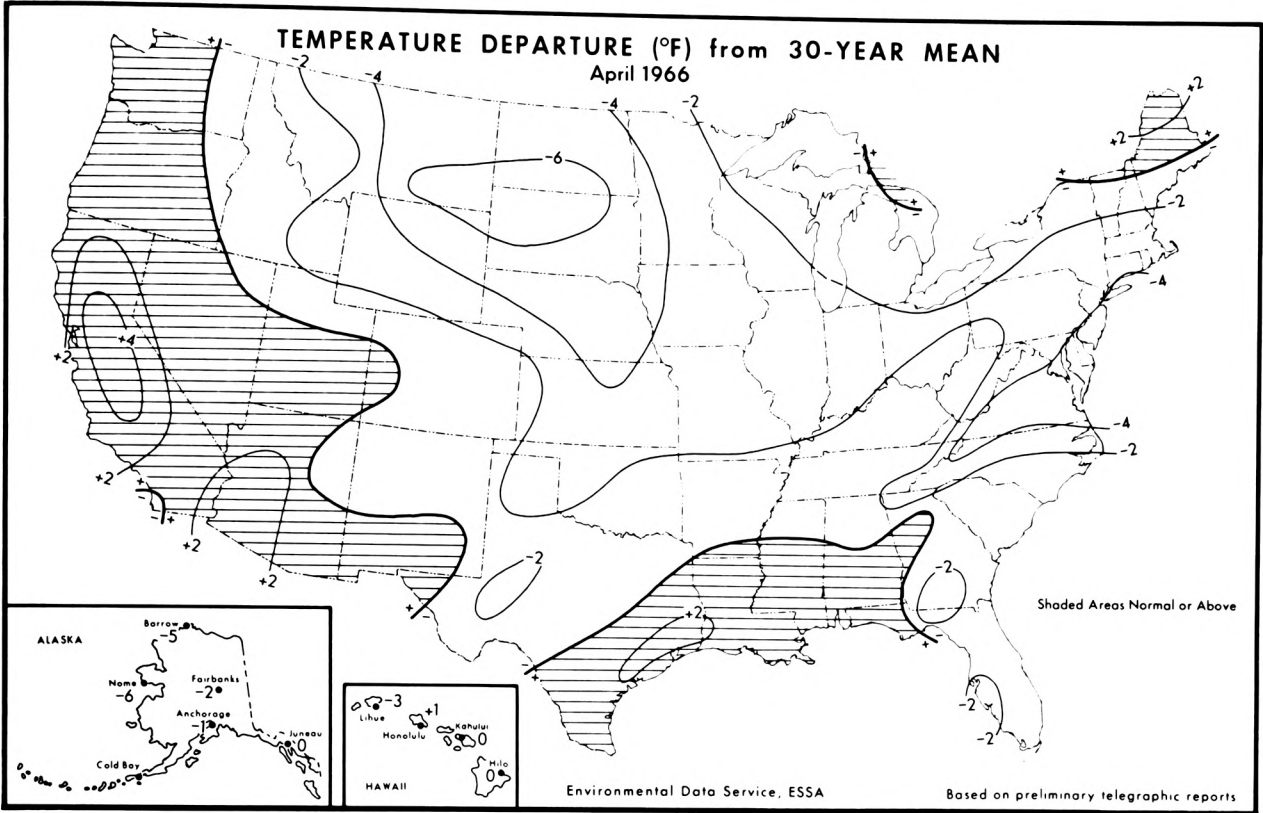 TEMPERATURE DEPARTURE (°F) from 30-YEAR MEAN
April 1966
+ -
-2
-4
-4
-2
+2
+2
+
+
-
-6
- +
+
-
-2
-4
+4
+2
+2
+
-
- +
+2
+2
-4
-2
-2
-2
+2
+
-
+
-
+
-2
-2
Shaded Areas Normal or Above
ALASKA
Barrow
-5
Nome
-6
Fairbanks
-2
Anchorage
-1
Juneau
0
Cold Bay
-3
Lihue
+1
Honolulu
Kahului
0
Hilo
0
HAWAII
Environmental Data Service, ESSA
Based on preliminary telegraphic reports